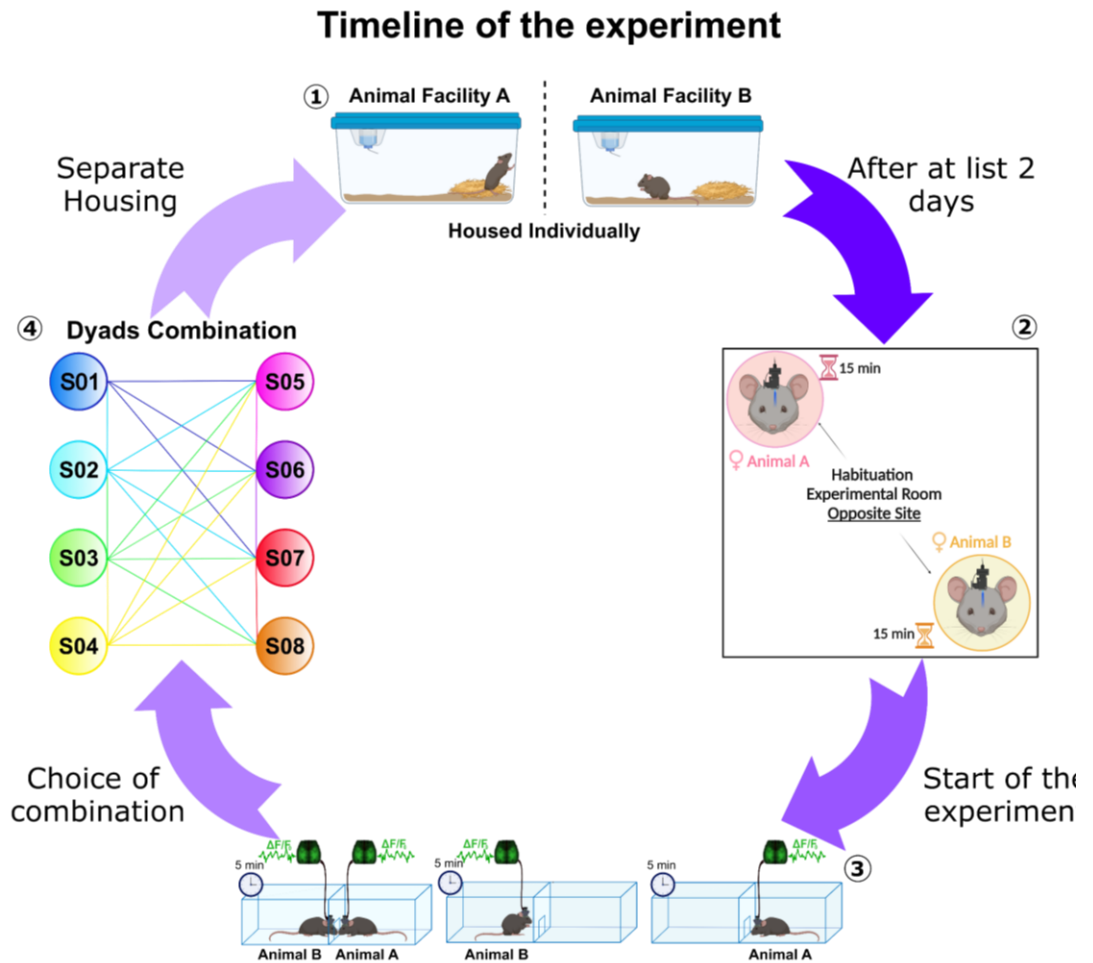 Timeline of the experiment
① Animal Facility A
Animal Facility B
Housed Individually
After at list 2
days
②
15 min
♀ Animal A
Habituation
Experimental Room
Opposite Site
♀ Animal B
15 min
Start of the
experimen
③
5 min
ΔF/F
Animal A
5 min
ΔF/F
Animal B
5 min
ΔF/F
ΔF/F
Animal B Animal A
Choice of
combination
④ Dyads Combination
S01 S05
S02 S06
S03 S07
S04 S08
Separate
Housing